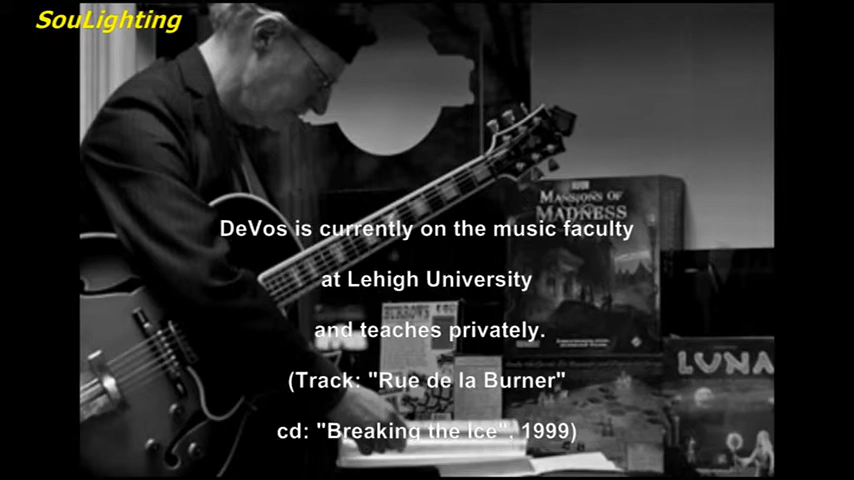 SouLighting
DeVos is currently on the music faculty
at Lehigh University
and teaches privately.
(Track: "Rue de la Burner"
cd: "Breaking the Ice", 1999)
MANSIONS OF
MADNESS
LUNA